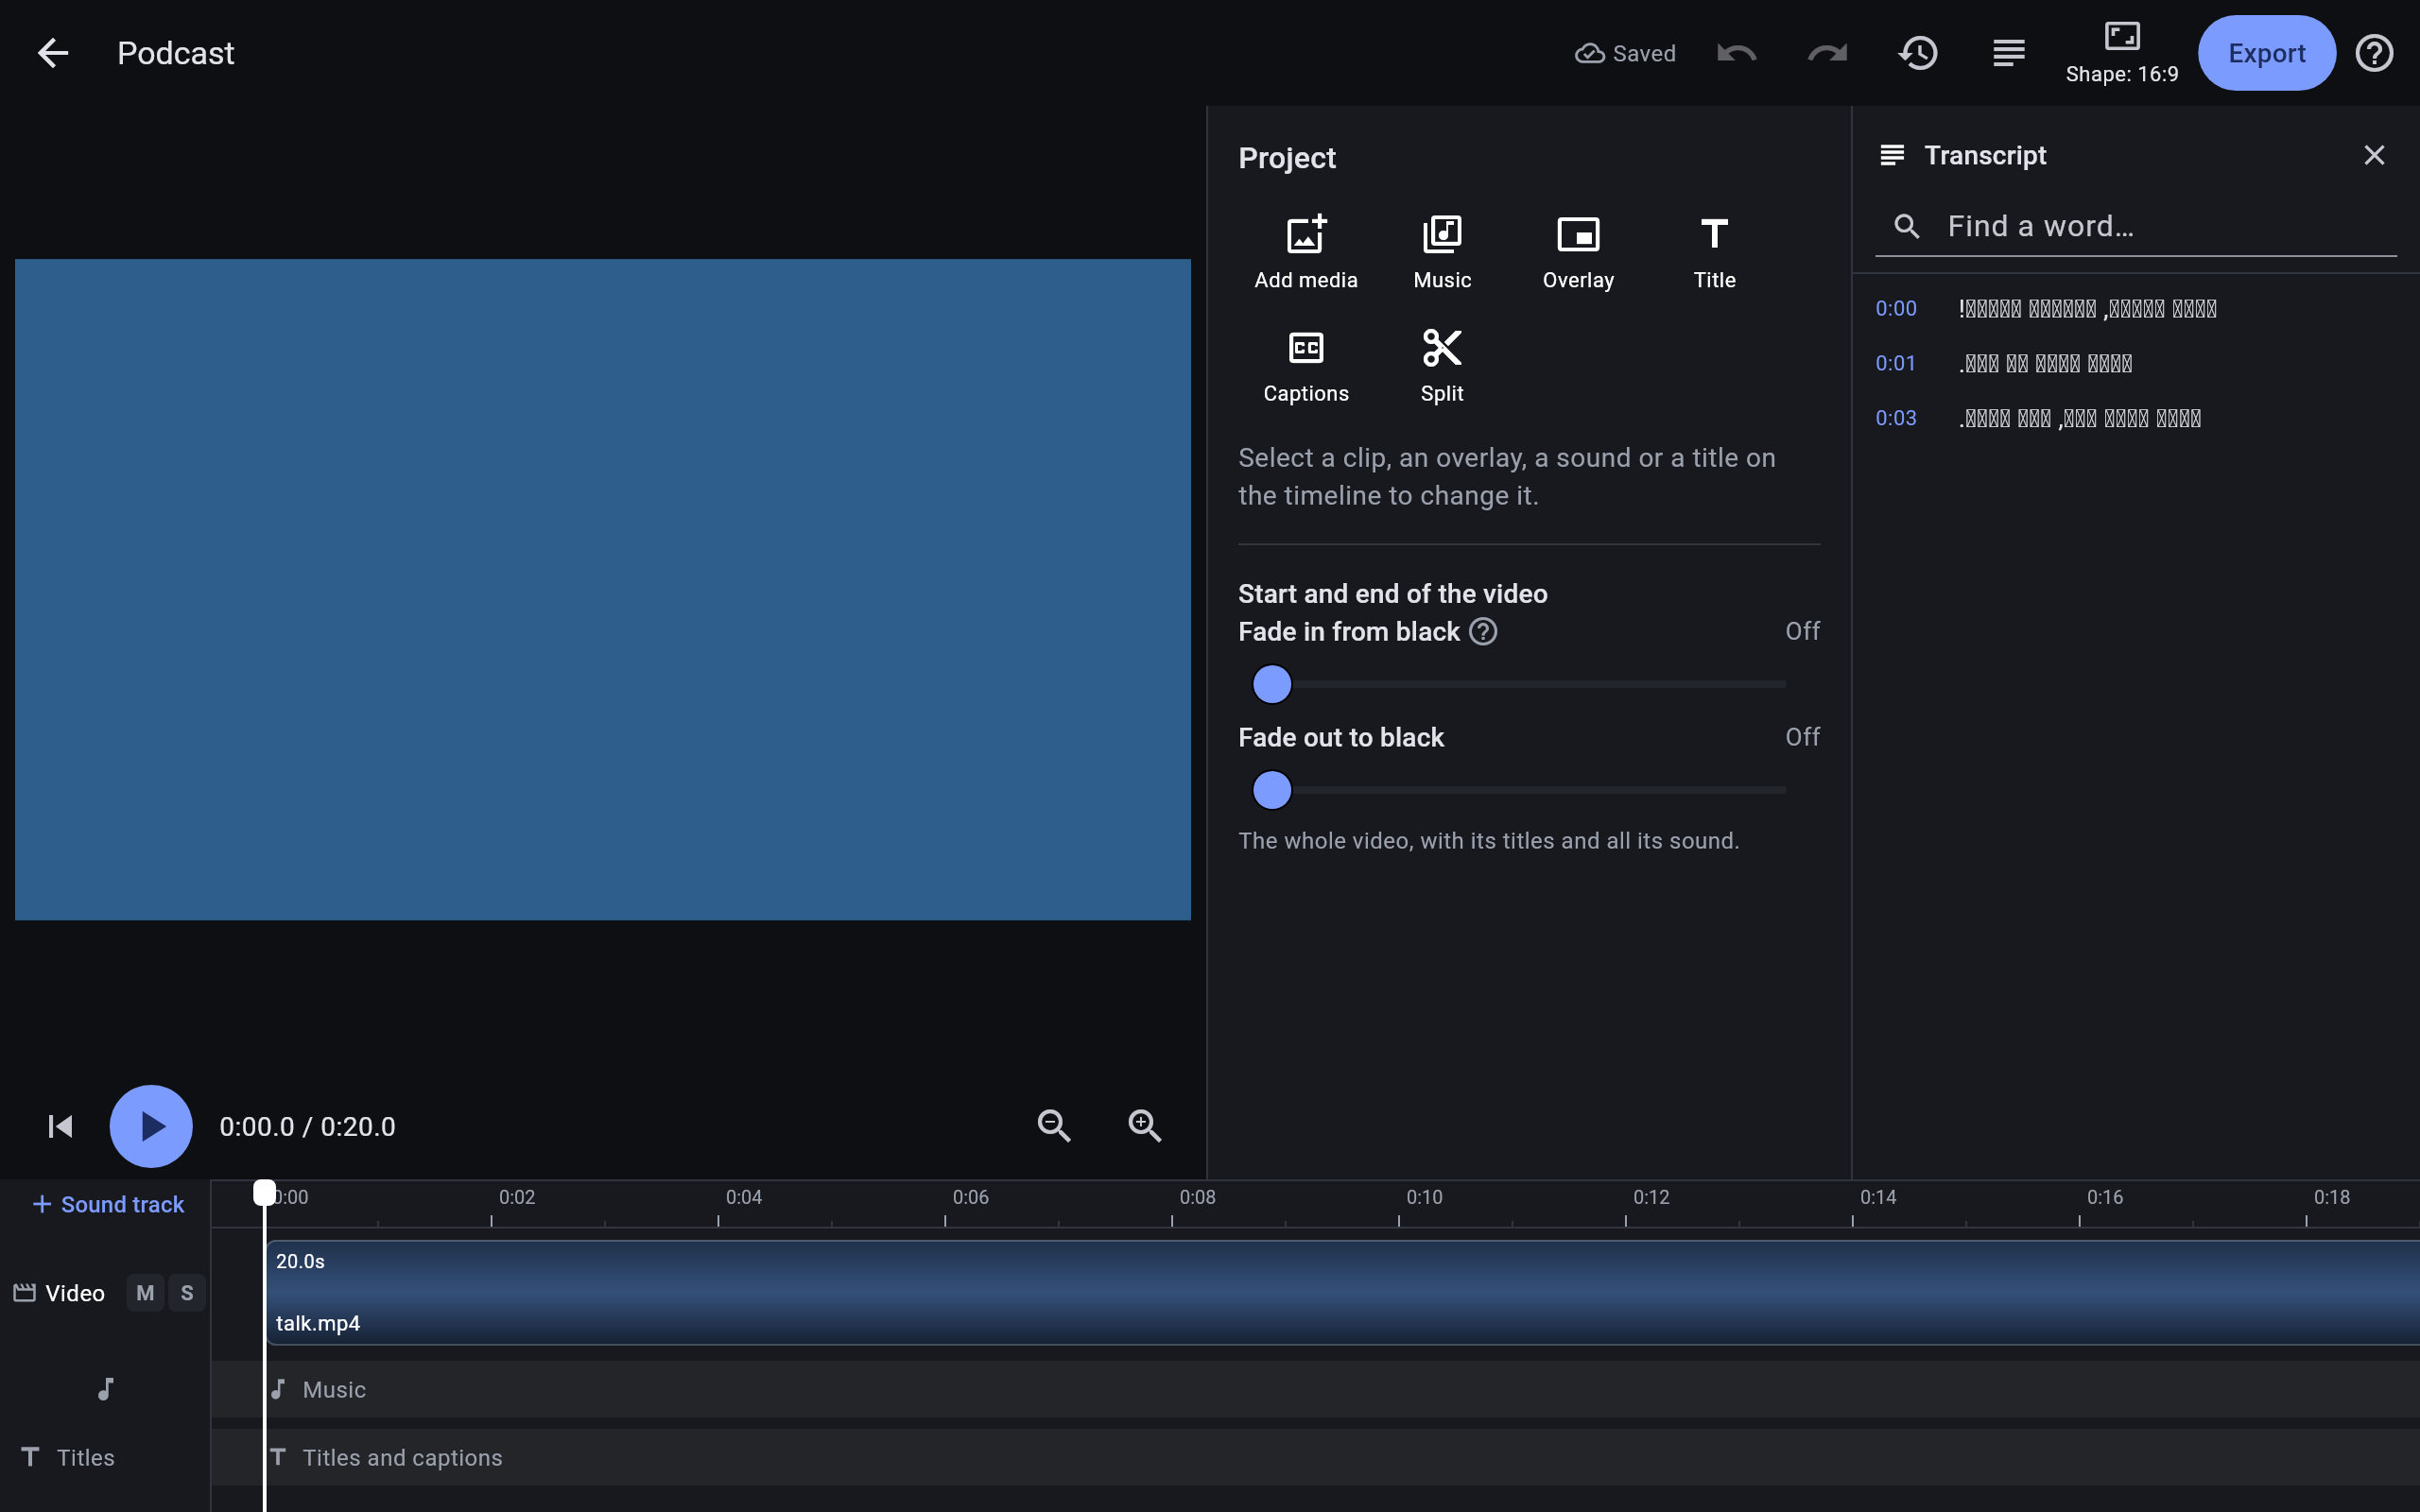 Podcast
Saved
Shape: 16:9
Export
Project
Add media
Music
Overlay
Title
Captions
Split
Select a clip, an overlay, a sound or a title on
the timeline to change it.
Start and end of the video
Fade in from black
Off
Fade out to black
Off
The whole video, with its titles and all its sound.
Transcript
Find a word…
0:00
0:01
0:03
0:00.0 / 0:20.0
Sound track
0:00
0:02
0:04
0:06
0:08
0:10
0:12
0:14
0:16
0:18
Video
M
S
20.0s
talk.mp4
Music
Titles
Titles and captions